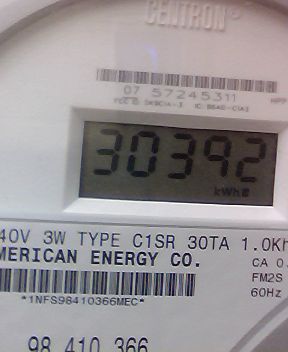 CENTRON®
07 57245311
30392
kWh
40V 3W TYPE C1SR 30TA 1.0Kh
MERICAN ENERGY CO.
CA 0.
FM2S
*1NFS98410366MEC*
60Hz
98 410 366